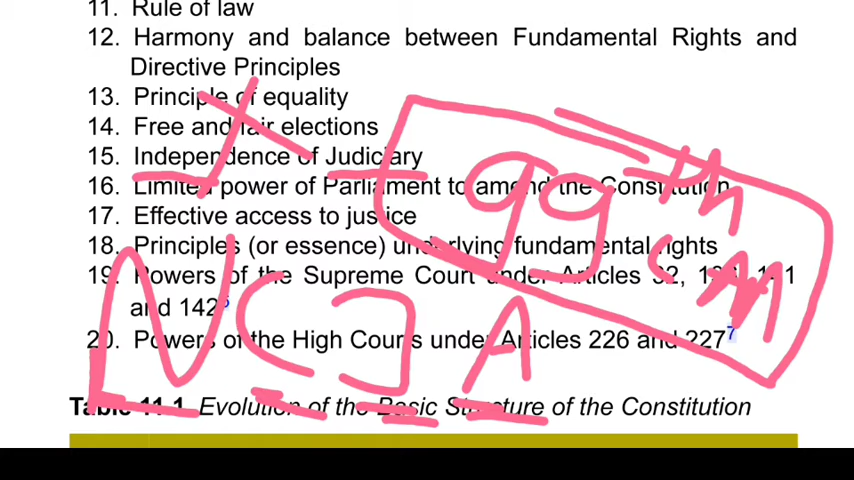 11. Rule of law
12. Harmony and balance between Fundamental Rights and
Directive Principles
13. Principle of equality
14. Free and fair elections
15. Independence of Judiciary
16. Limited power of Parliament to amend the Constitution
17. Effective access to justice
18. Principles (or essence) underlying fundamental rights
19. Powers of the Supreme Court under Articles 32, 136, 141
and 142⁶
20. Powers of the High Courts under Articles 226 and 227⁷
Table 11.1 Evolution of the Basic Structure of the Constitution
99th
NCJA